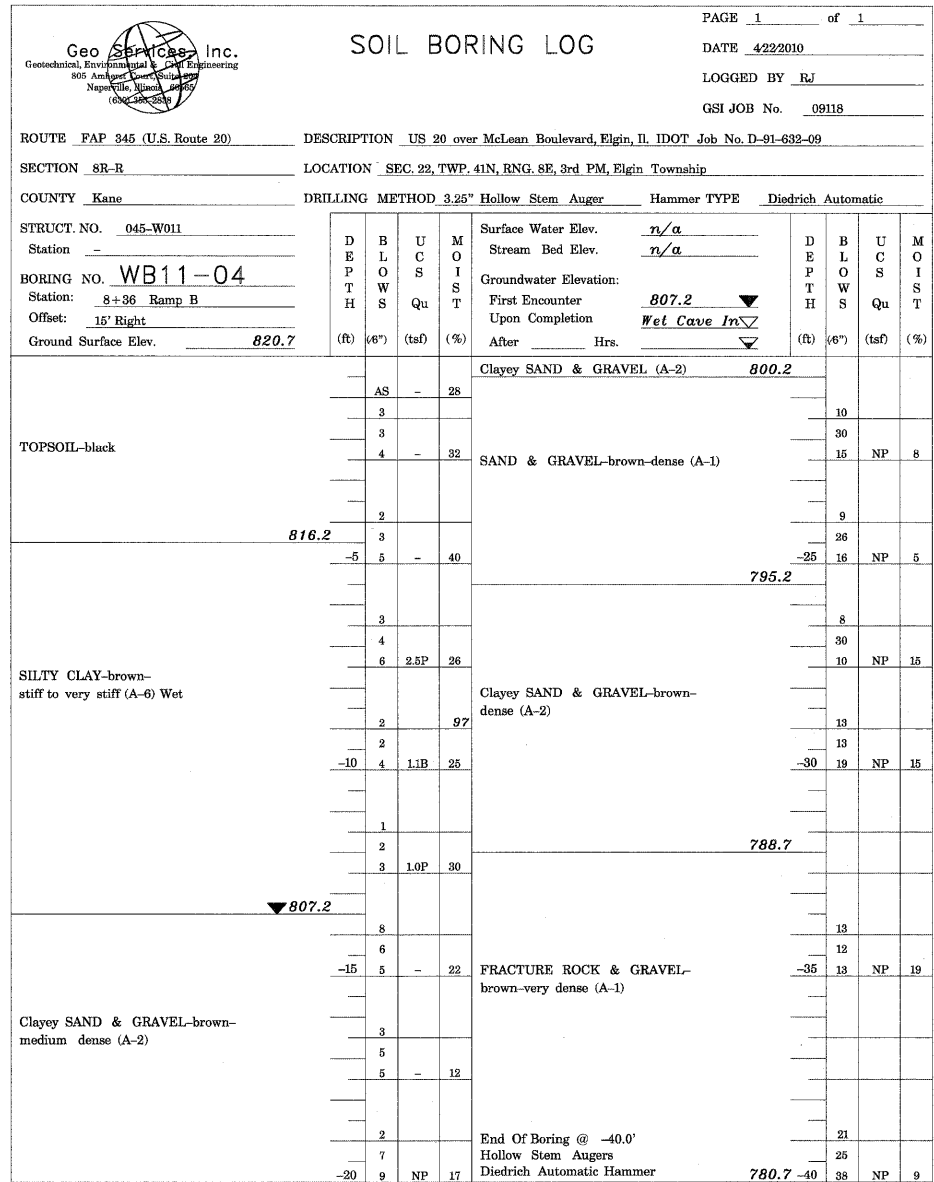 PAGE 1 of 1
Geo Services, Inc.
Geotechnical, Environmental & Civil Engineering
805 Amherst Court, Suite 204
Naperville, Illinois 60565
(630) 355-2838
SOIL BORING LOG
DATE 4/22/2010
LOGGED BY RJ
GSI JOB No. 09118
ROUTE FAP 345 (U.S. Route 20) DESCRIPTION US 20 over McLean Boulevard, Elgin, Il. IDOT Job No. D-91-632-09
SECTION 8R-R LOCATION SEC. 22, TWP. 41N, RNG. 8E, 3rd PM, Elgin Township
COUNTY Kane DRILLING METHOD 3.25" Hollow Stem Auger Hammer TYPE Diedrich Automatic
STRUCT. NO. 045-W011
Station -
BORING NO. WB11-04
Station: 8+36 Ramp B
Offset: 15' Right
Ground Surface Elev. 820.7
DEPTH BLOWS UCS Qu MOIST
(ft) (/6") (tsf) (%)
Surface Water Elev. n/a
Stream Bed Elev. n/a
Groundwater Elevation:
First Encounter 807.2
Upon Completion Wet Cave In
After Hrs.
DEPTH BLOWS UCS Qu MOIST
(ft) (/6") (tsf) (%)
AS - 28
3
3
TOPSOIL-black
4 - 32
2
816.2 3
-5 5 - 40
3
4
6 2.5P 26
SILTY CLAY-brown-
stiff to very stiff (A-6) Wet
2 97
2
-10 4 1.1B 25
1
2
3 1.0P 30
807.2
8
6
-15 5 - 22
Clayey SAND & GRAVEL-brown-
medium dense (A-2)
3
5
5 - 12
2
7
-20 9 NP 17
Clayey SAND & GRAVEL (A-2) 800.2
10
30
15 NP 8
SAND & GRAVEL-brown-dense (A-1)
9
26
-25 16 NP 5
795.2
8
30
10 NP 15
Clayey SAND & GRAVEL-brown-
dense (A-2)
13
13
-30 19 NP 15
788.7
13
12
FRACTURE ROCK & GRAVEL- -35 13 NP 19
brown-very dense (A-1)
End Of Boring @ -40.0' 21
Hollow Stem Augers 25
Diedrich Automatic Hammer 780.7 -40 38 NP 9